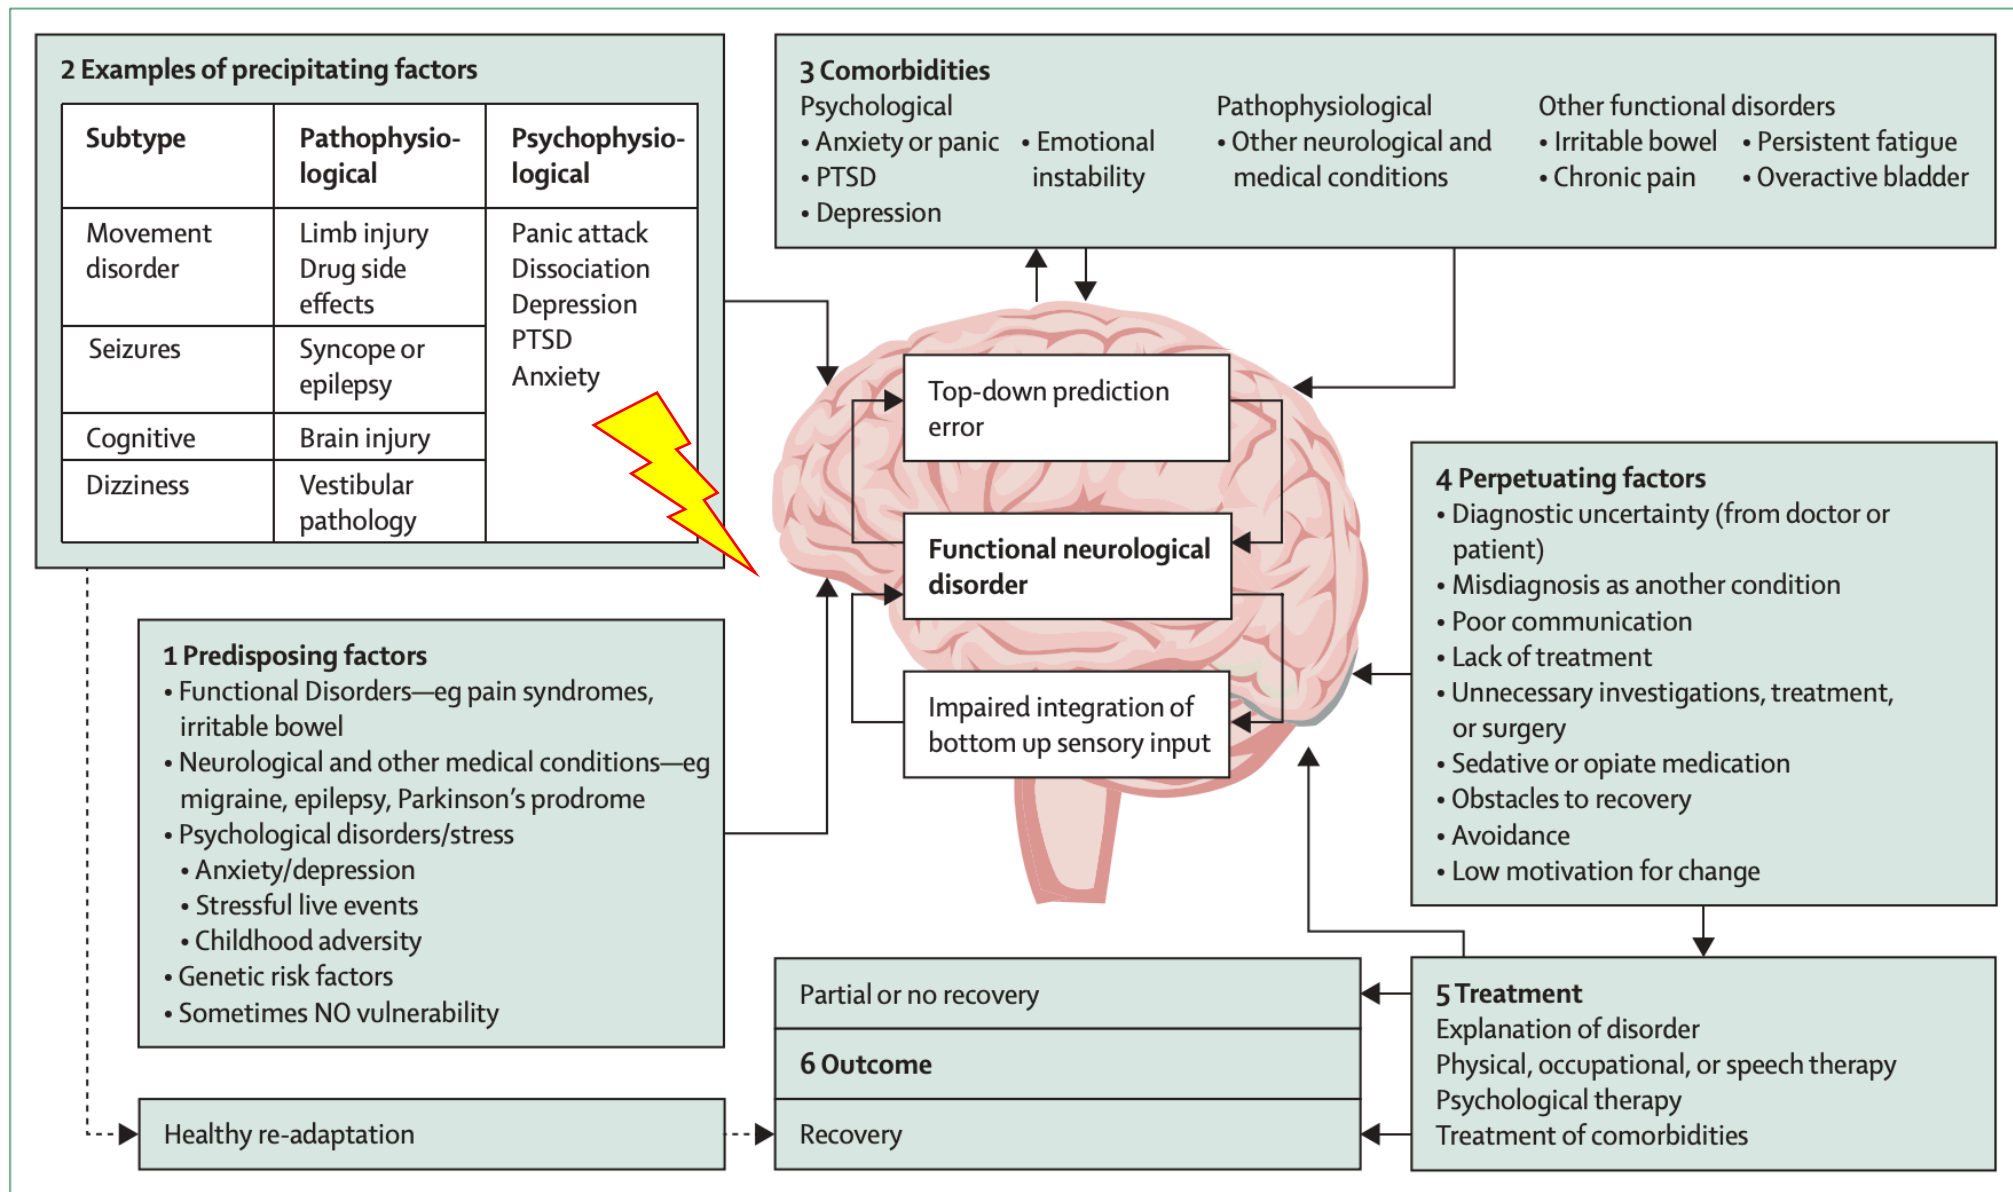 2 Examples of precipitating factors
Subtype
Pathophysio-
logical
Psychophysio-
logical
Movement
disorder
Limb injury
Drug side
effects
Panic attack
Dissociation
Depression
PTSD
Anxiety
Seizures
Syncope or
epilepsy
Cognitive
Brain injury
Dizziness
Vestibular
pathology
3 Comorbidities
Psychological
• Anxiety or panic
• PTSD
• Depression
• Emotional
instability
Pathophysiological
• Other neurological and
medical conditions
Other functional disorders
• Irritable bowel
• Chronic pain
• Persistent fatigue
• Overactive bladder
Top-down prediction
error
Functional neurological
disorder
Impaired integration of
bottom up sensory input
1 Predisposing factors
• Functional Disorders—eg pain syndromes,
irritable bowel
• Neurological and other medical conditions—eg
migraine, epilepsy, Parkinson's prodrome
• Psychological disorders/stress
• Anxiety/depression
• Stressful live events
• Childhood adversity
• Genetic risk factors
• Sometimes NO vulnerability
4 Perpetuating factors
• Diagnostic uncertainty (from doctor or
patient)
• Misdiagnosis as another condition
• Poor communication
• Lack of treatment
• Unnecessary investigations, treatment,
or surgery
• Sedative or opiate medication
• Obstacles to recovery
• Avoidance
• Low motivation for change
5 Treatment
Explanation of disorder
Physical, occupational, or speech therapy
Psychological therapy
Treatment of comorbidities
Partial or no recovery
6 Outcome
Recovery
Healthy re-adaptation